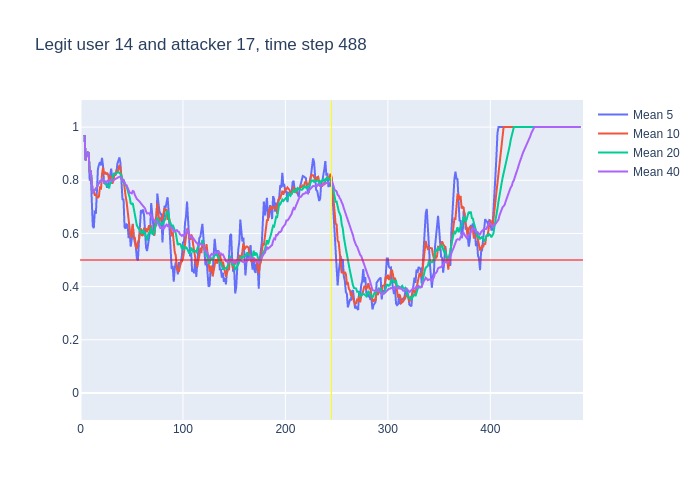 Legit user 14 and attacker 17, time step 488
Mean 5
Mean 10
Mean 20
Mean 40
1
0.8
0.6
0.4
0.2
0
0 100 200 300 400